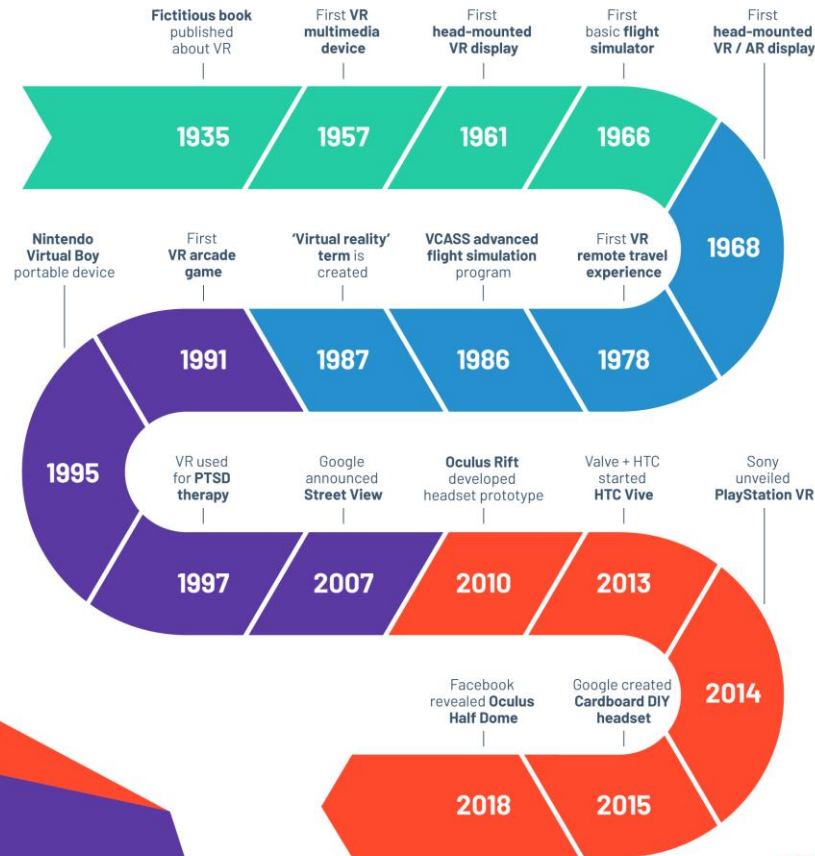 Fictitious book
published
about VR
First VR
multimedia
device
First
head-mounted
VR display
First
basic flight
simulator
First
head-mounted
VR / AR display
1935
1957
1961
1966
1968
Nintendo
Virtual Boy
portable device
First
VR arcade
game
'Virtual reality'
term is
created
VCASS advanced
flight simulation
program
First VR
remote travel
experience
1991
1987
1986
1978
1995
VR used
for PTSD
therapy
Google
announced
Street View
Oculus Rift
developed
headset prototype
Valve + HTC
started
HTC Vive
Sony
unveiled
PlayStation VR
1997
2007
2010
2013
2014
Facebook
revealed Oculus
Half Dome
Google created
Cardboard DIY
headset
2018
2015